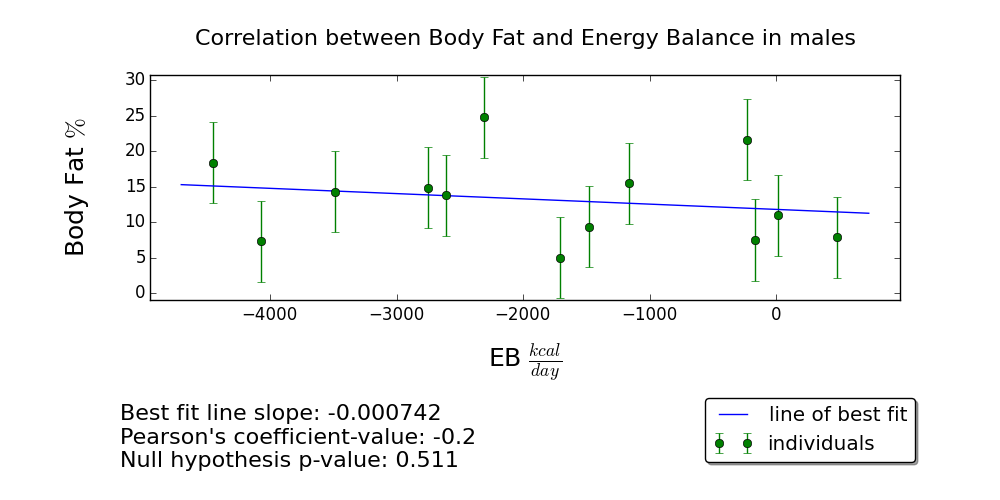 Correlation between Body Fat and Energy Balance in males
Body Fat %
30
25
20
15
10
5
0
−4000 −3000 −2000 −1000 0
EB kcal/day
Best fit line slope: -0.000742
Pearson's coefficient-value: -0.2
Null hypothesis p-value: 0.511
line of best fit
individuals